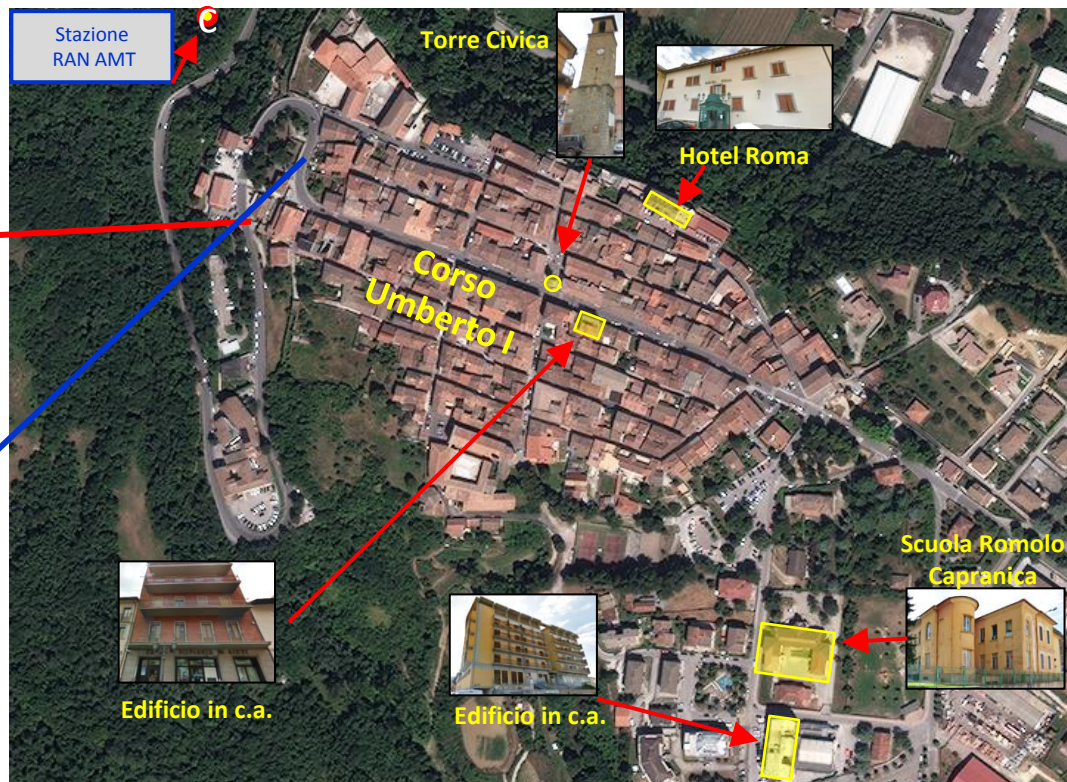 Stazione
RAN AMT
C
Torre Civica
Hotel Roma
Corso
Umberto I
Scuola Romolo
Capranica
Edificio in c.a.
Edificio in c.a.